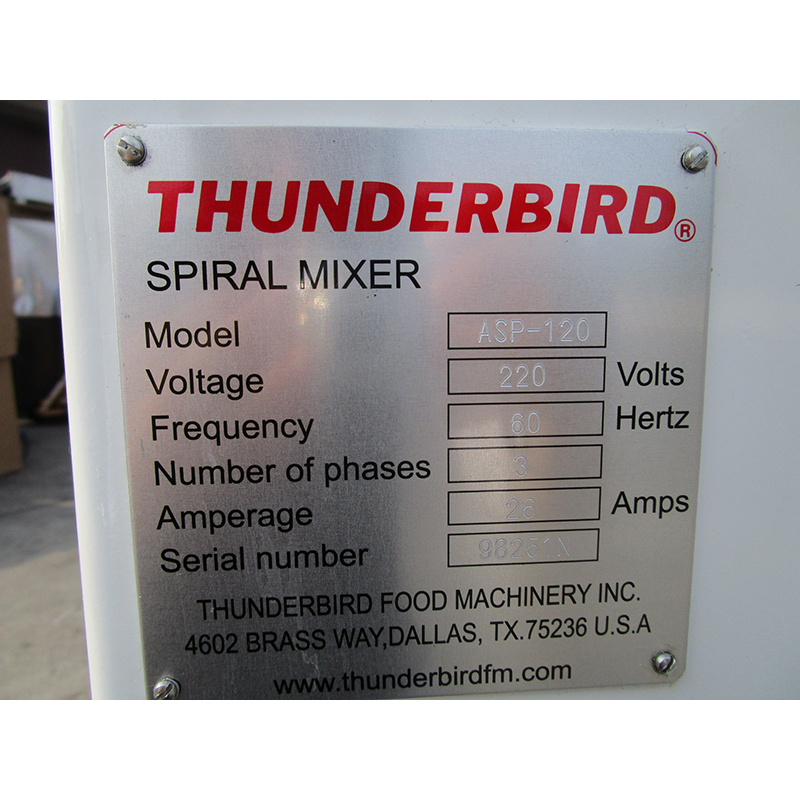 THUNDERBIRD®
SPIRAL MIXER
Model ASP-120
Voltage 220 Volts
Frequency 60 Hertz
Number of phases 3
Amperage Amps
Serial number
THUNDERBIRD FOOD MACHINERY INC.
4602 BRASS WAY,DALLAS, TX.75236 U.S.A
www.thunderbirdfm.com